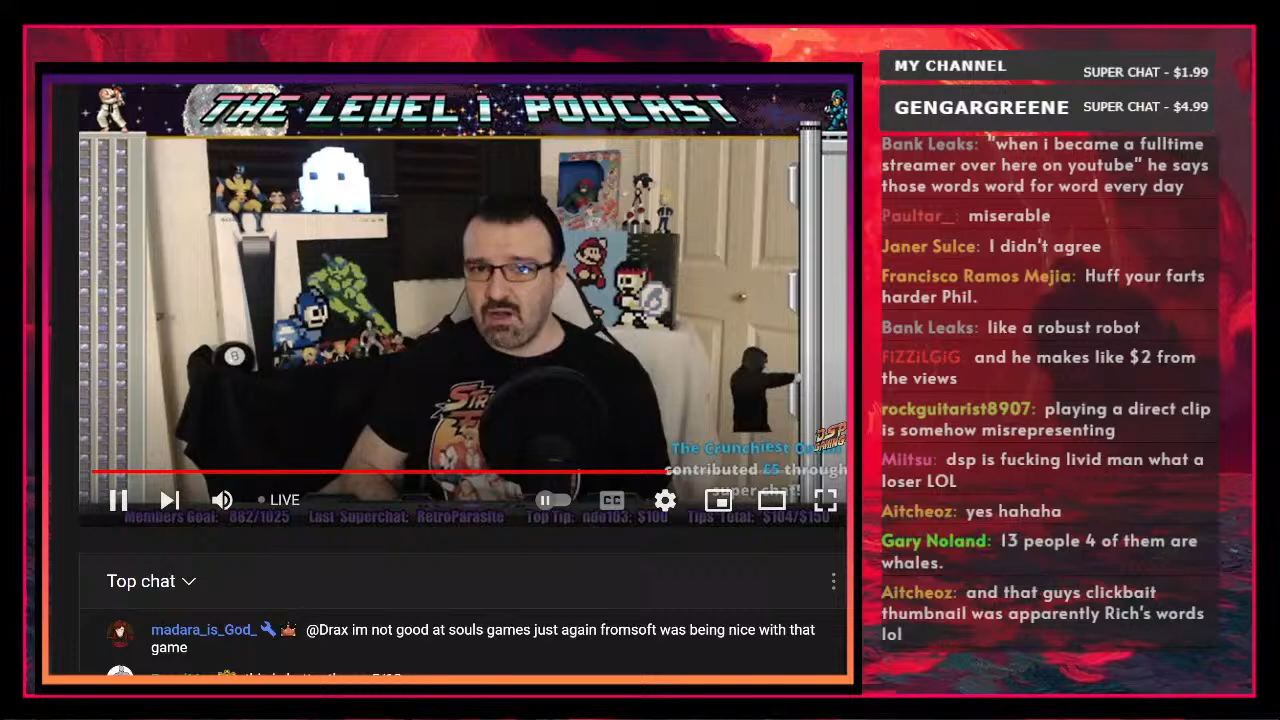 THE LEVEL 1 PODCAST
8
The Crunchiest
contributed £5 through
super chat!
LIVE
CC
Members Goal: 882/1025 Last Superchat: RetroParasite Top Tip: ndo103: $100 Tips Total: $104/$150
Top chat
madara_is_God_ @Drax im not good at souls games just again fromsoft was being nice with that
game
MY CHANNEL SUPER CHAT - $1.99
GENGARGREENE SUPER CHAT - $4.99
Bank Leaks: "when i became a fulltime
streamer over here on youtube" he says
those words word for word every day
Paultar_: miserable
Janer Sulce: I didn't agree
Francisco Ramos Mejia: Huff your farts
harder Phil.
Bank Leaks: like a robust robot
FiZZiLGiG and he makes like $2 from
the views
rockguitarist8907: playing a direct clip
is somehow misrepresenting
Miitsu: dsp is fucking livid man what a
loser LOL
Aitcheoz: yes hahaha
Gary Noland: 13 people 4 of them are
whales.
Aitcheoz: and that guys clickbait
thumbnail was apparently Rich's words
lol